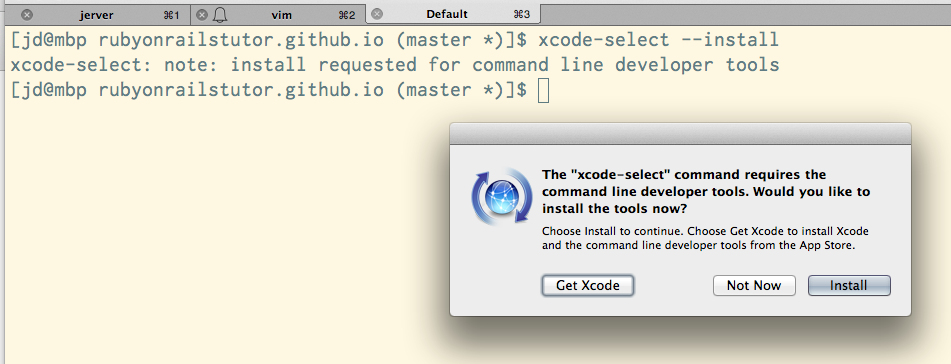 jerver ⌘1 vim ⌘2 Default ⌘3
[jd@mbp rubyonrailstutor.github.io (master *)]$ xcode-select --install
xcode-select: note: install requested for command line developer tools
[jd@mbp rubyonrailstutor.github.io (master *)]$
The "xcode-select" command requires the
command line developer tools. Would you like to
install the tools now?
Choose Install to continue. Choose Get Xcode to install Xcode
and the command line developer tools from the App Store.
Get Xcode Not Now Install